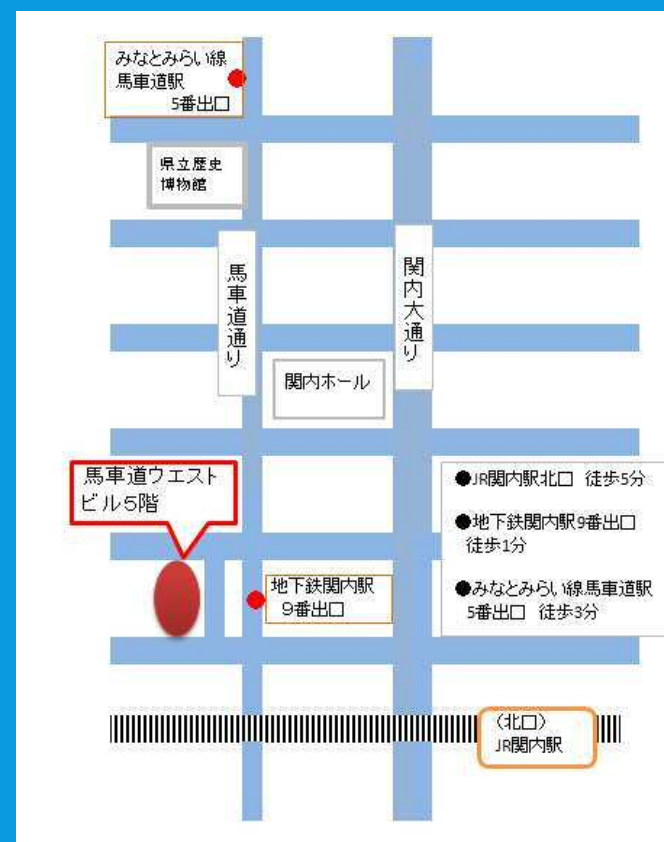 みなとみらい線
馬車道駅
5番出口
県立歴史
博物館
馬車道通り
関内大通り
関内ホール
馬車道ウエスト
ビル5階
●JR関内駅北口 徒歩5分
●地下鉄関内駅9番出口
徒歩1分
●みなとみらい線馬車道駅
5番出口 徒歩3分
地下鉄関内駅
9番出口
(北口)
JR関内駅